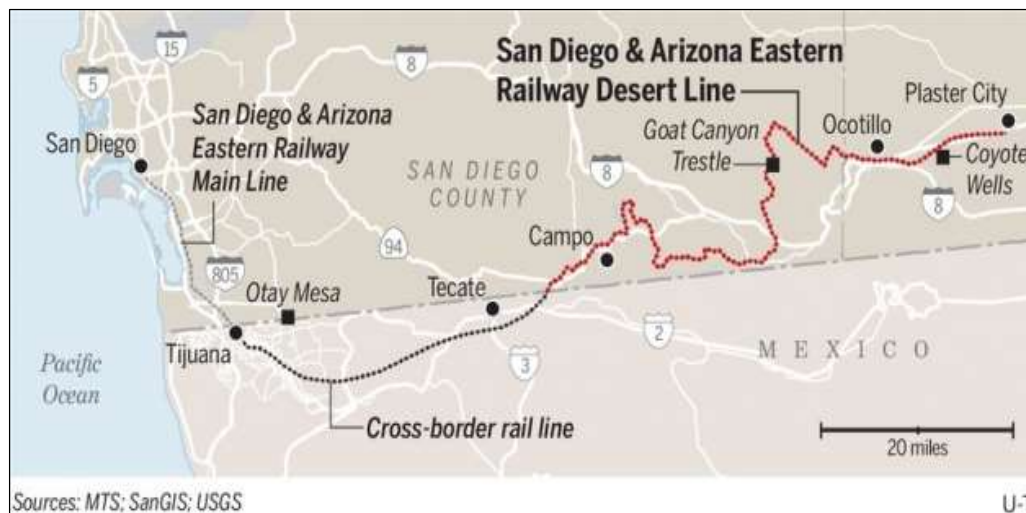 15
8
San Diego & Arizona Eastern
Railway Desert Line
5
San Diego & Arizona
Eastern Railway
Main Line
San Diego
SAN DIEGO
COUNTY
Goat Canyon
Trestle
Ocotillo
Plaster City
Coyote
Wells
8
8
94
Campo
805
Otay Mesa
Tecate
Tijuana
2
3
MEXICO
Pacific
Ocean
Cross-border rail line
20 miles
Sources: MTS; SanGIS; USGS
U-T